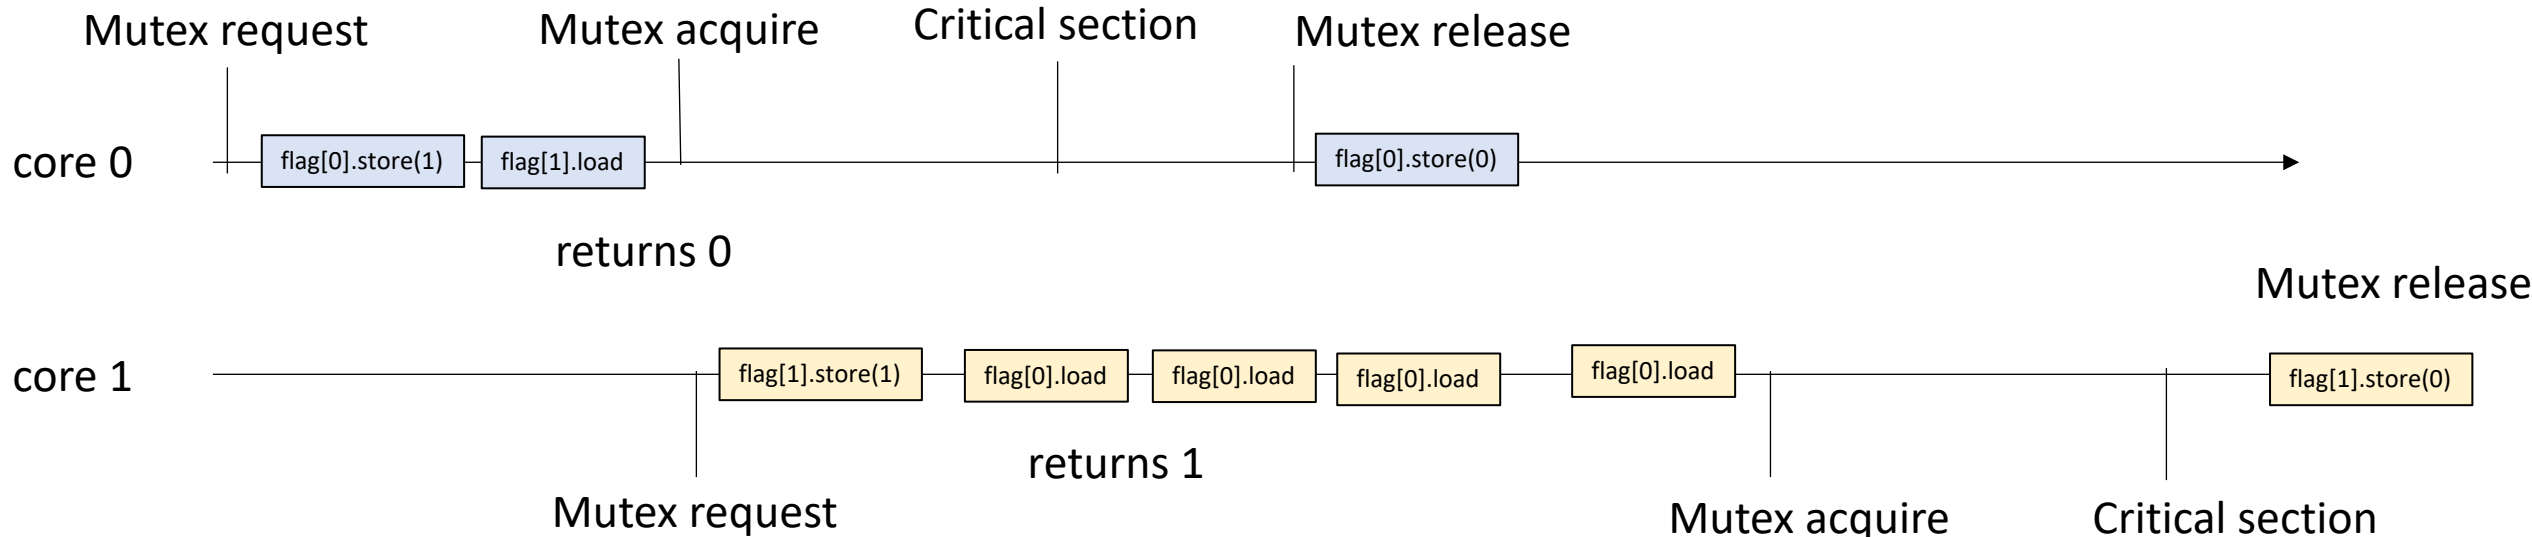 Mutex request
Mutex acquire
Critical section
Mutex release
core 0
flag[0].store(1)
flag[1].load
flag[0].store(0)
returns 0
Mutex release
core 1
flag[1].store(1)
flag[0].load
flag[0].load
flag[0].load
flag[0].load
flag[1].store(0)
returns 1
Mutex request
Mutex acquire
Critical section